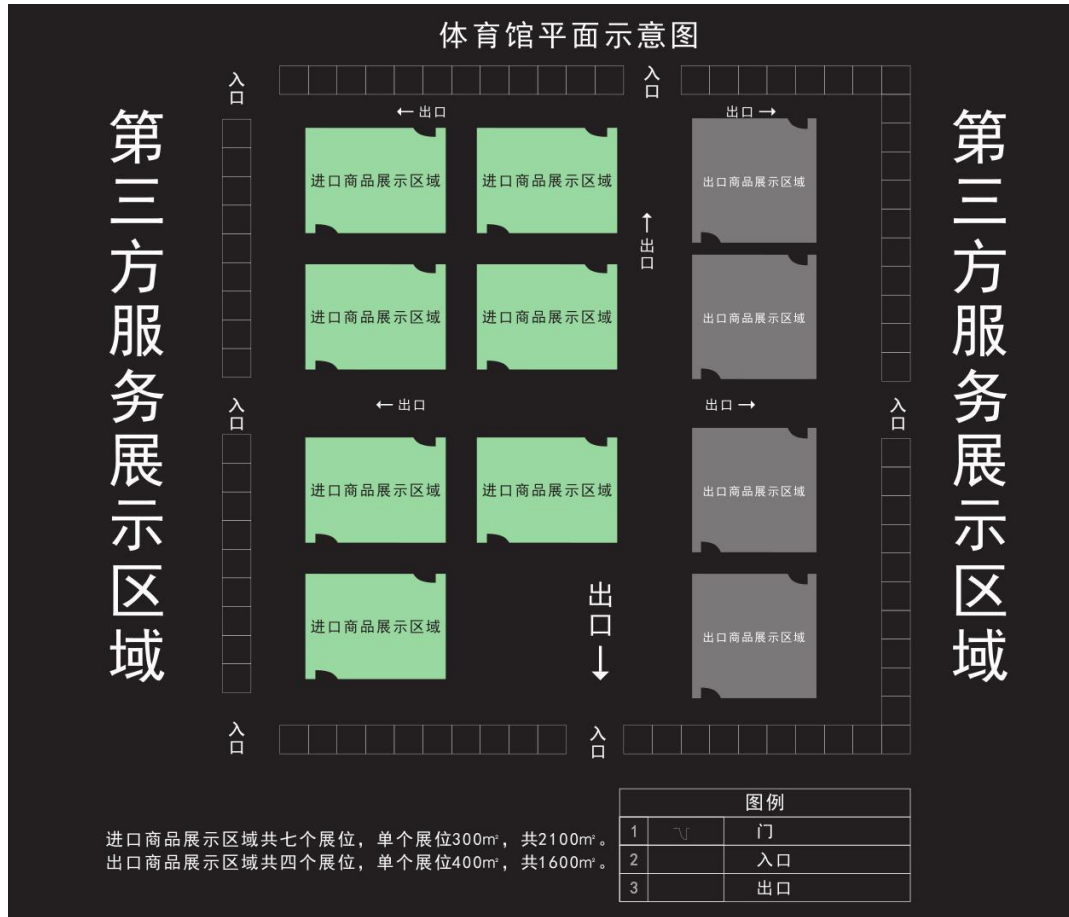 体育馆平面示意图
入口
入口
←出口
出口→
第三方服务展示区域
第三方服务展示区域
进口商品展示区域
进口商品展示区域
出口商品展示区域
↑出口
进口商品展示区域
进口商品展示区域
出口商品展示区域
入口
←出口
出口→
入口
进口商品展示区域
进口商品展示区域
出口商品展示区域
出口↓
进口商品展示区域
出口商品展示区域
入口
入口
图例
1 门
2 入口
3 出口
进口商品展示区域共七个展位，单个展位300㎡，共2100㎡。
出口商品展示区域共四个展位，单个展位400㎡，共1600㎡。